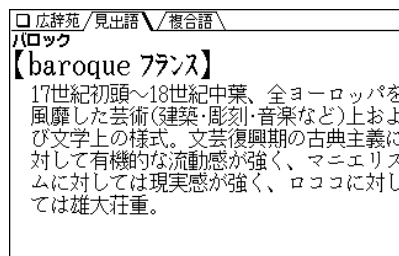 広辞苑 見出語 複合語
バロック
【baroque フランス】
17世紀初頭～18世紀中葉、全ヨーロッパを
風靡した芸術(建築・彫刻・音楽など)上およ
び文学上の様式。文芸復興期の古典主義に
対して有機的な流動感が強く、マニエリス
ムに対しては現実感が強く、ロココに対し
ては雄大荘重。